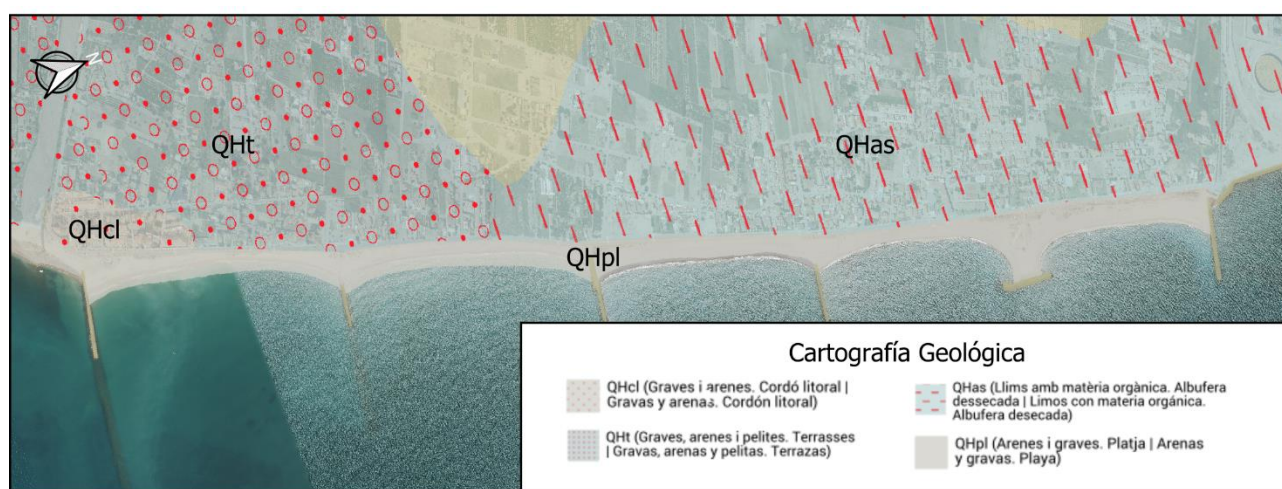 N
QHt
QHas
QHcl
QHpl
Cartografía Geológica
QHcl (Graves i arenes. Cordó litoral |
Gravas y arenas. Cordón litoral)
QHt (Graves, arenes i pelites. Terrasses
| Gravas, arenas y pelitas. Terrazas)
QHas (Llims amb matèria orgànica. Albufera
dessecada | Limos con materia orgánica.
Albufera desecada)
QHpl (Arenes i graves. Platja | Arenas
y gravas. Playa)